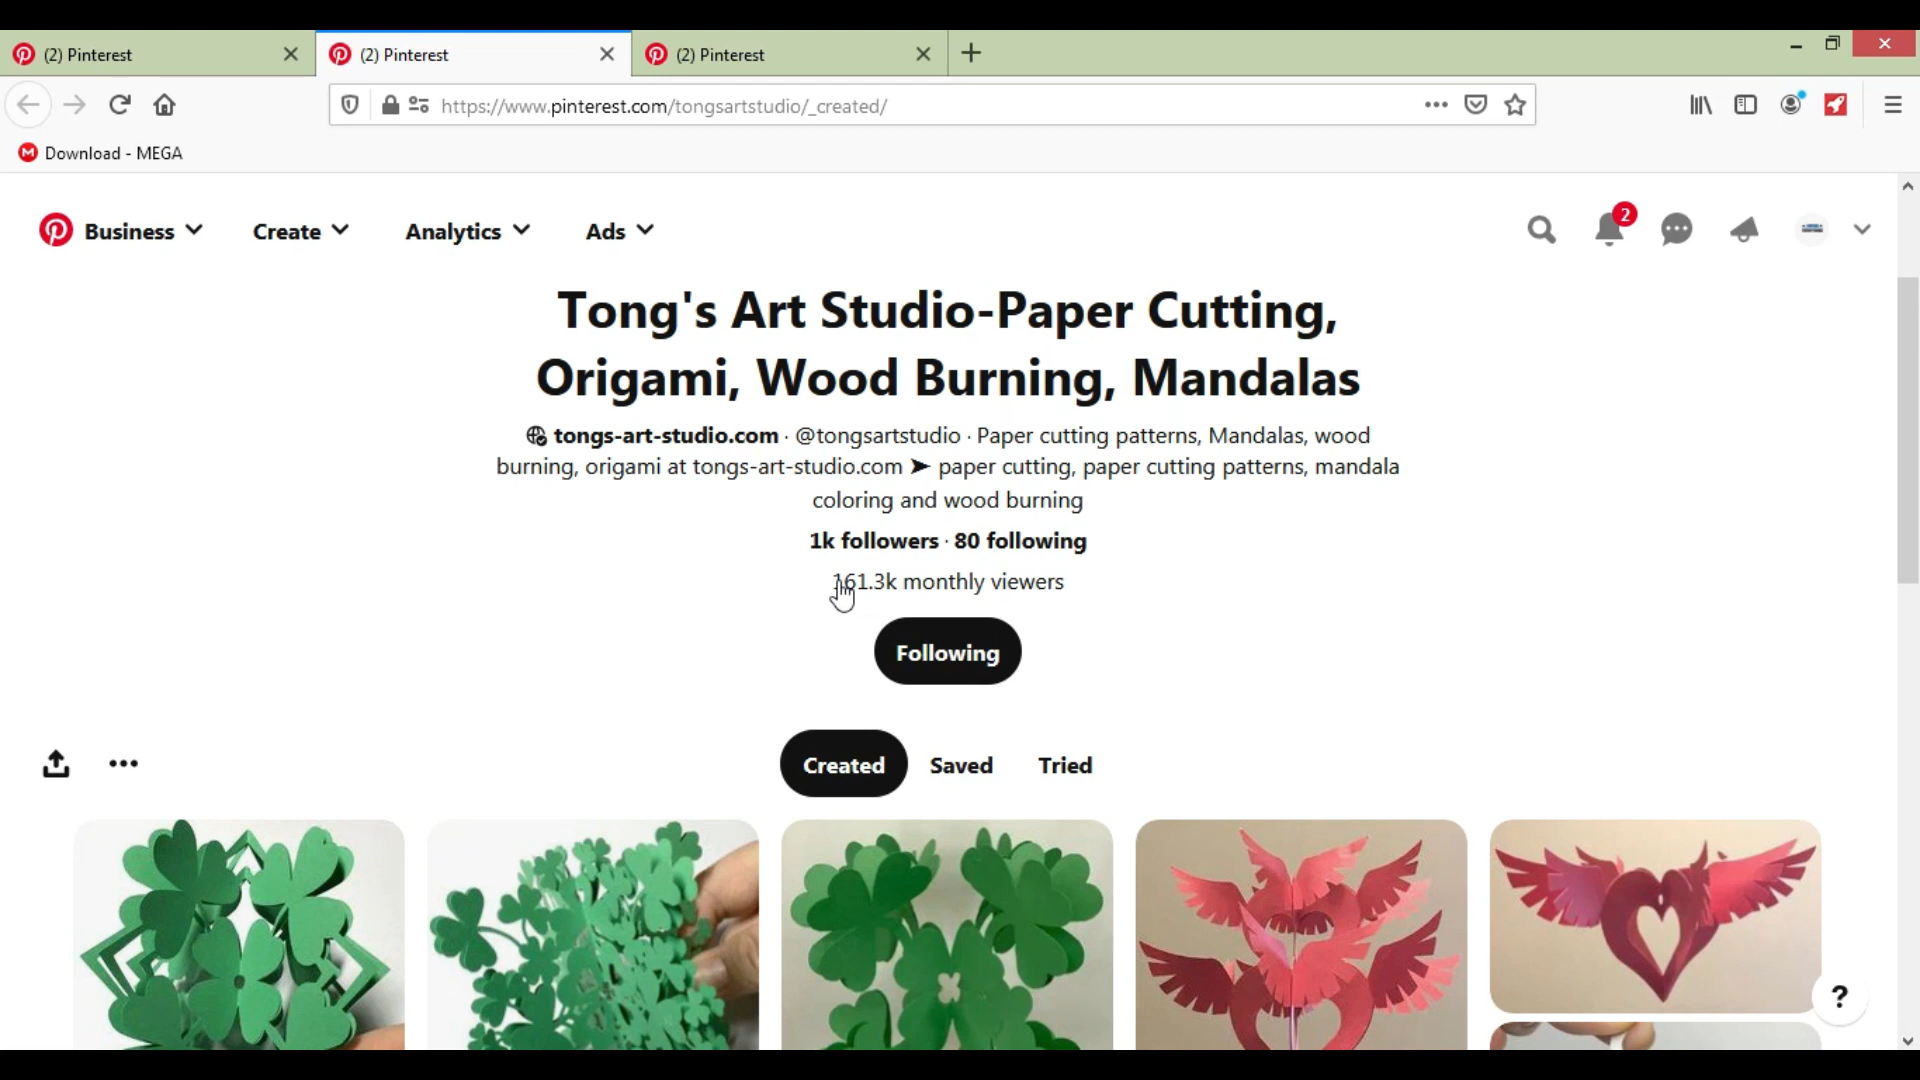 (2) Pinterest
(2) Pinterest
(2) Pinterest
https://www.pinterest.com/tongsartstudio/_created/
Download - MEGA
Business Create Analytics Ads
2
Tong's Art Studio-Paper Cutting,
Origami, Wood Burning, Mandalas
tongs-art-studio.com · @tongsartstudio · Paper cutting patterns, Mandalas, wood
burning, origami at tongs-art-studio.com ➤ paper cutting, paper cutting patterns, mandala
coloring and wood burning
1k followers · 80 following
161.3k monthly viewers
Following
Created Saved Tried
?